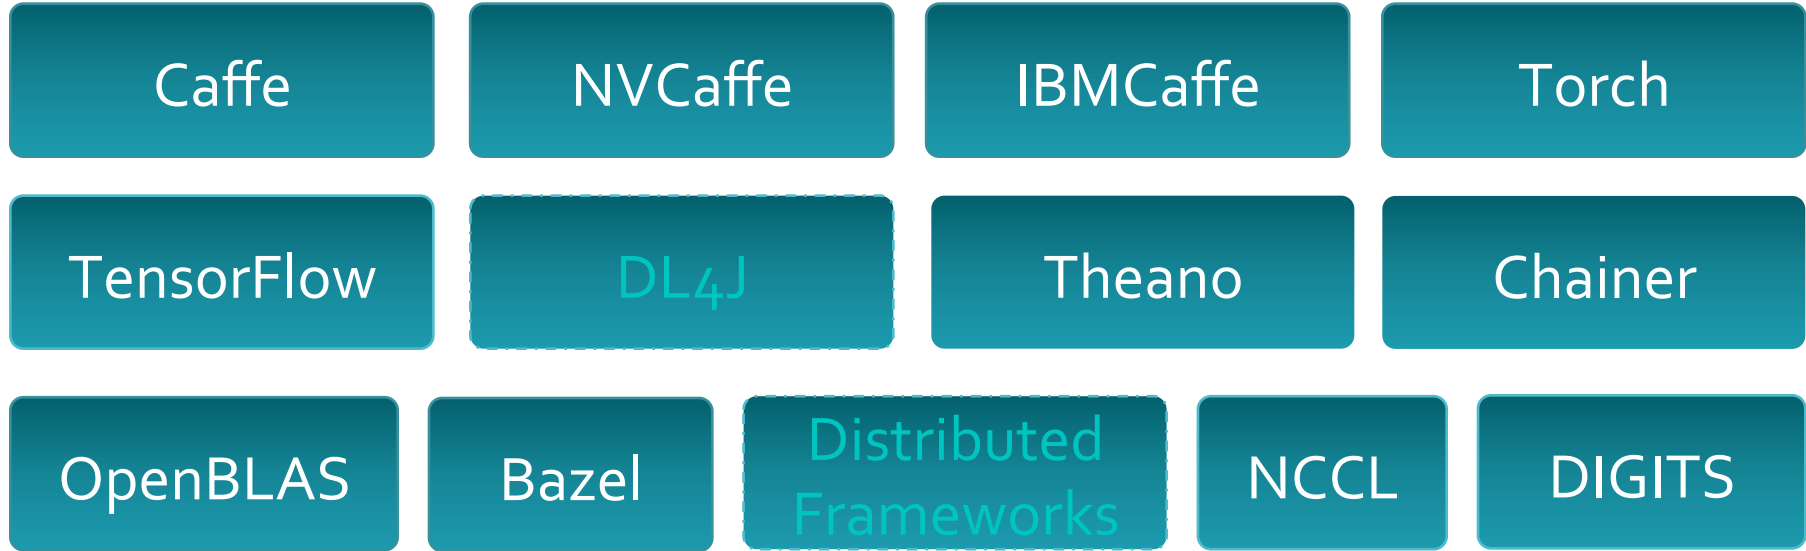 Caffe
NVCaffe
IBMCaffe
Torch
TensorFlow
DL4J
Theano
Chainer
OpenBLAS
Bazel
Distributed
Frameworks
NCCL
DIGITS